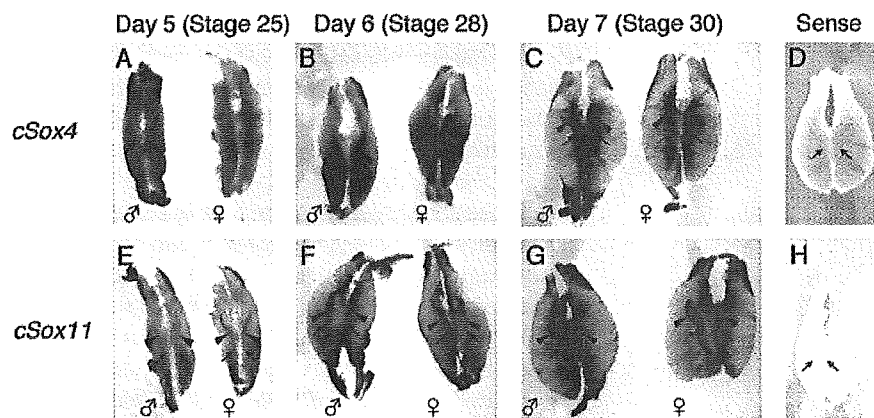 Day 5 (Stage 25) Day 6 (Stage 28) Day 7 (Stage 30) Sense
A B C D
cSox4
♂ ♀ ♂ ♀ ♂ ♀
E F G H
cSox11
♂ ♀ ♂ ♀ ♂ ♀